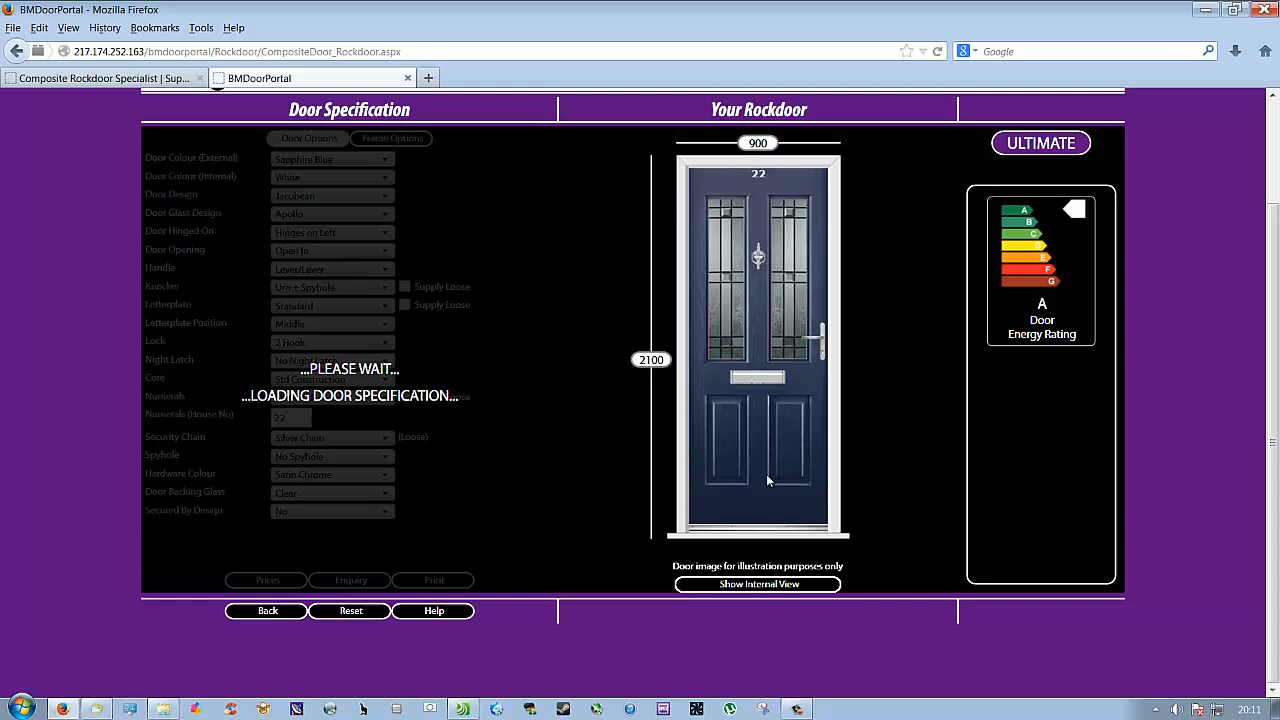 BMDoorPortal - Mozilla Firefox
File Edit View History Bookmarks Tools Help
217.174.252.163/bmdoorportal/Rockdoor/CompositeDoor_Rockdoor.aspx
Google
Composite Rockdoor Specialist | Sup...
BMDoorPortal
Door Specification
Your Rockdoor
Door Options Frame Options
Door Colour (External) Sapphire Blue
Door Colour (Internal) White
Door Design Jacobean
Door Glass Design Apollo
Door Hinged On Hinges on Left
Door Opening Open In
Handle Lever/Lever
Knocker Urn + Spyhole Supply Loose
Letterplate Standard Supply Loose
Letterplate Position Middle
Lock 2 Hook
Night Latch No Night Latch
...PLEASE WAIT...
Core Std Construction
Numerals
...LOADING DOOR SPECIFICATION...
Numerals (House No) 22
Security Chain Silver Chain (Loose)
Spyhole No Spyhole
Hardware Colour Satin Chrome
Door Backing Glass Clear
Secured By Design No
Prices Enquiry Print
Back Reset Help
900
22
2100
Door image for illustration purposes only
Show Internal View
ULTIMATE
A
B
C
D
E
F
G
A
Door
Energy Rating
20:11